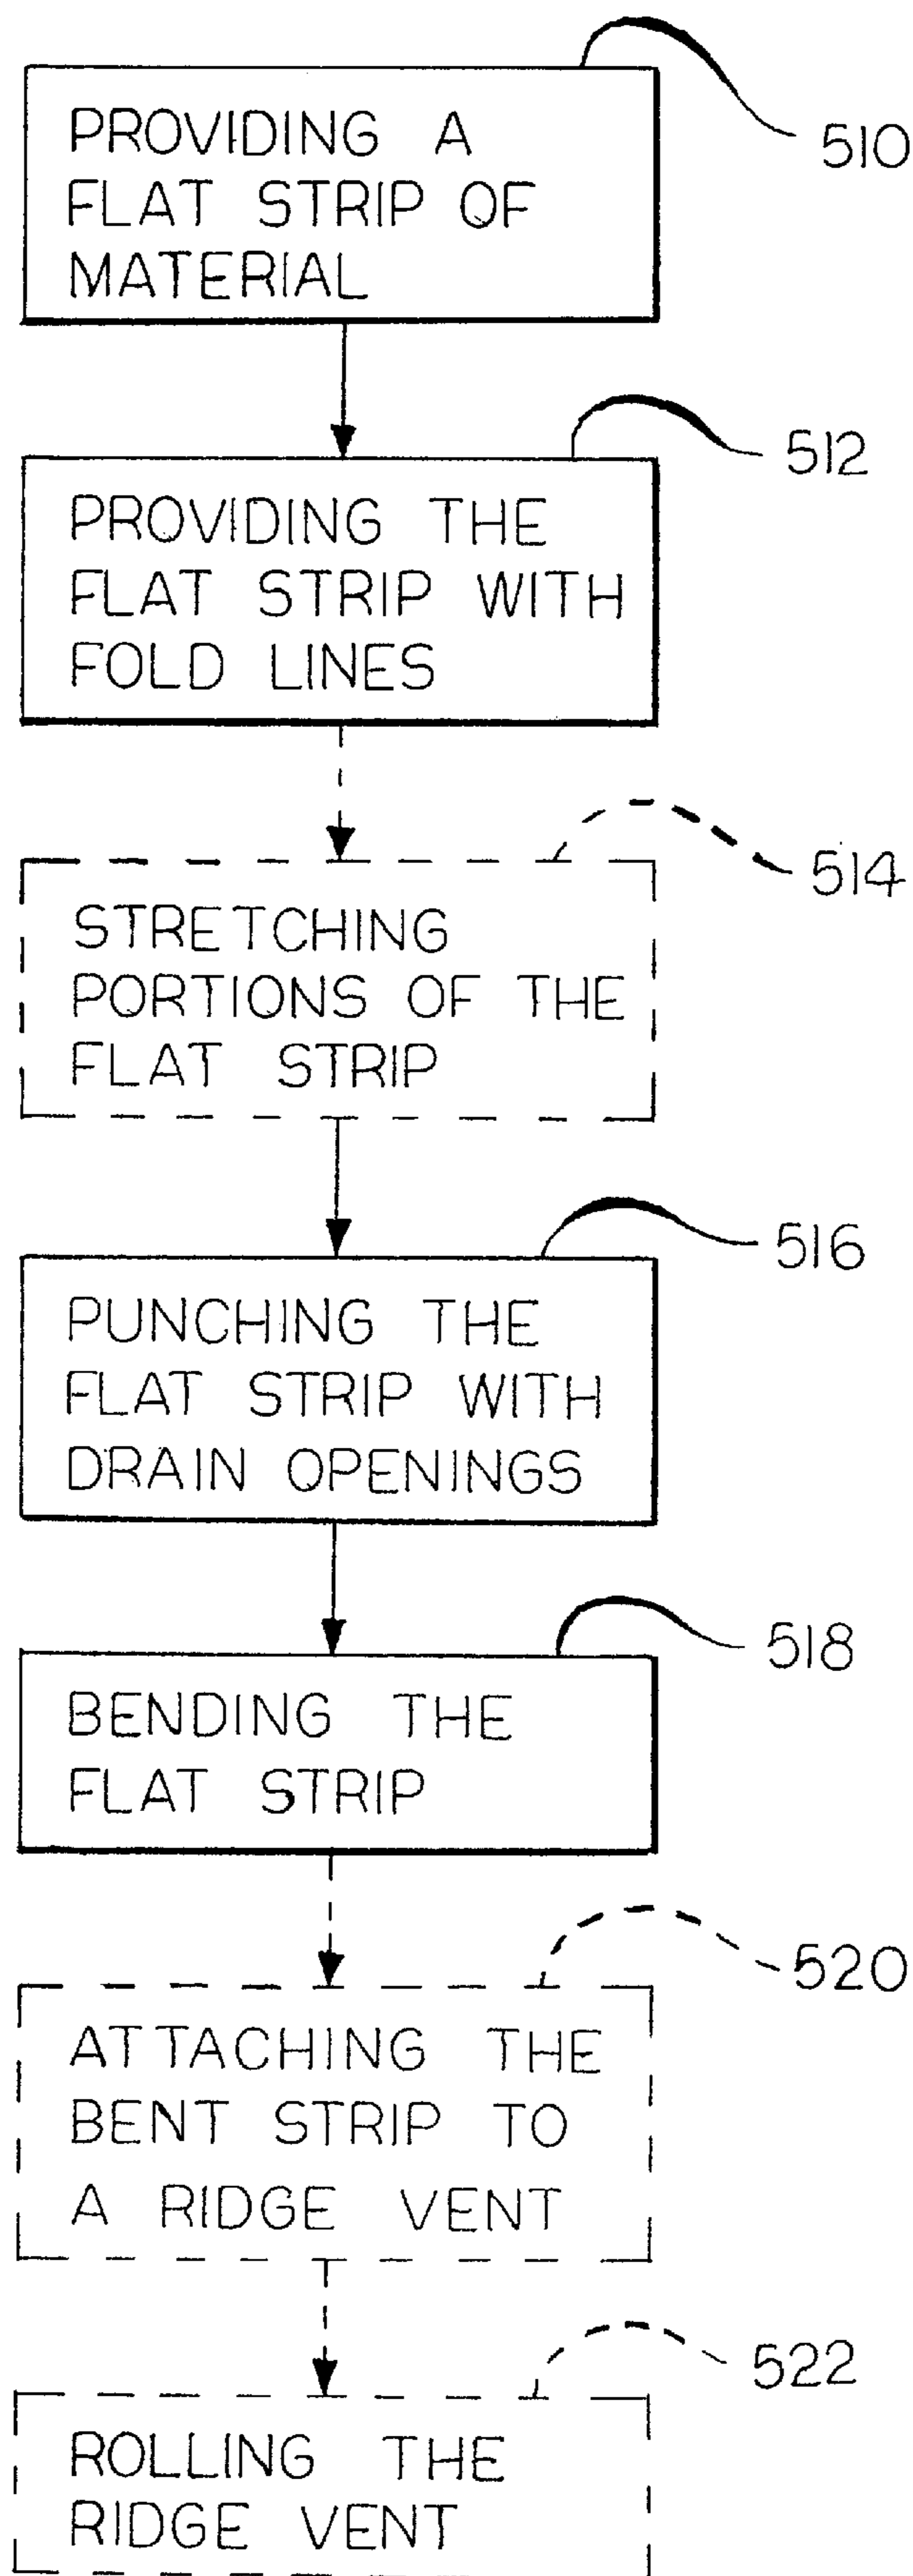 PROVIDING A
FLAT STRIP OF
MATERIAL
510
PROVIDING THE
FLAT STRIP WITH
FOLD LINES
512
STRETCHING
PORTIONS OF THE
FLAT STRIP
514
PUNCHING THE
FLAT STRIP WITH
DRAIN OPENINGS
516
BENDING THE
FLAT STRIP
518
ATTACHING THE
BENT STRIP TO
A RIDGE VENT
520
ROLLING THE
RIDGE VENT
522